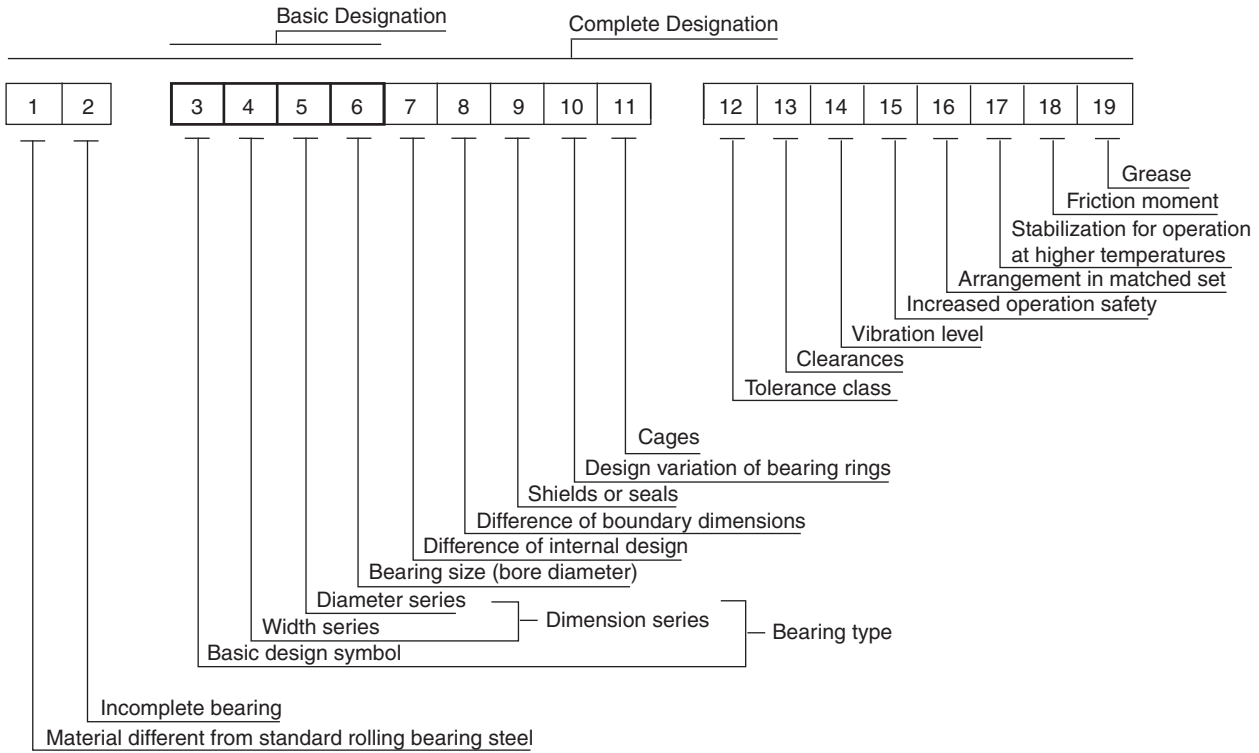 Basic Designation
Complete Designation
1 2 3 4 5 6 7 8 9 10 11 12 13 14 15 16 17 18 19
Grease
Friction moment
Stabilization for operation
at higher temperatures
Arrangement in matched set
Increased operation safety
Vibration level
Clearances
Tolerance class
Cages
Design variation of bearing rings
Shields or seals
Difference of boundary dimensions
Difference of internal design
Bearing size (bore diameter)
Diameter series
Width series
Dimension series
Bearing type
Basic design symbol
Incomplete bearing
Material different from standard rolling bearing steel